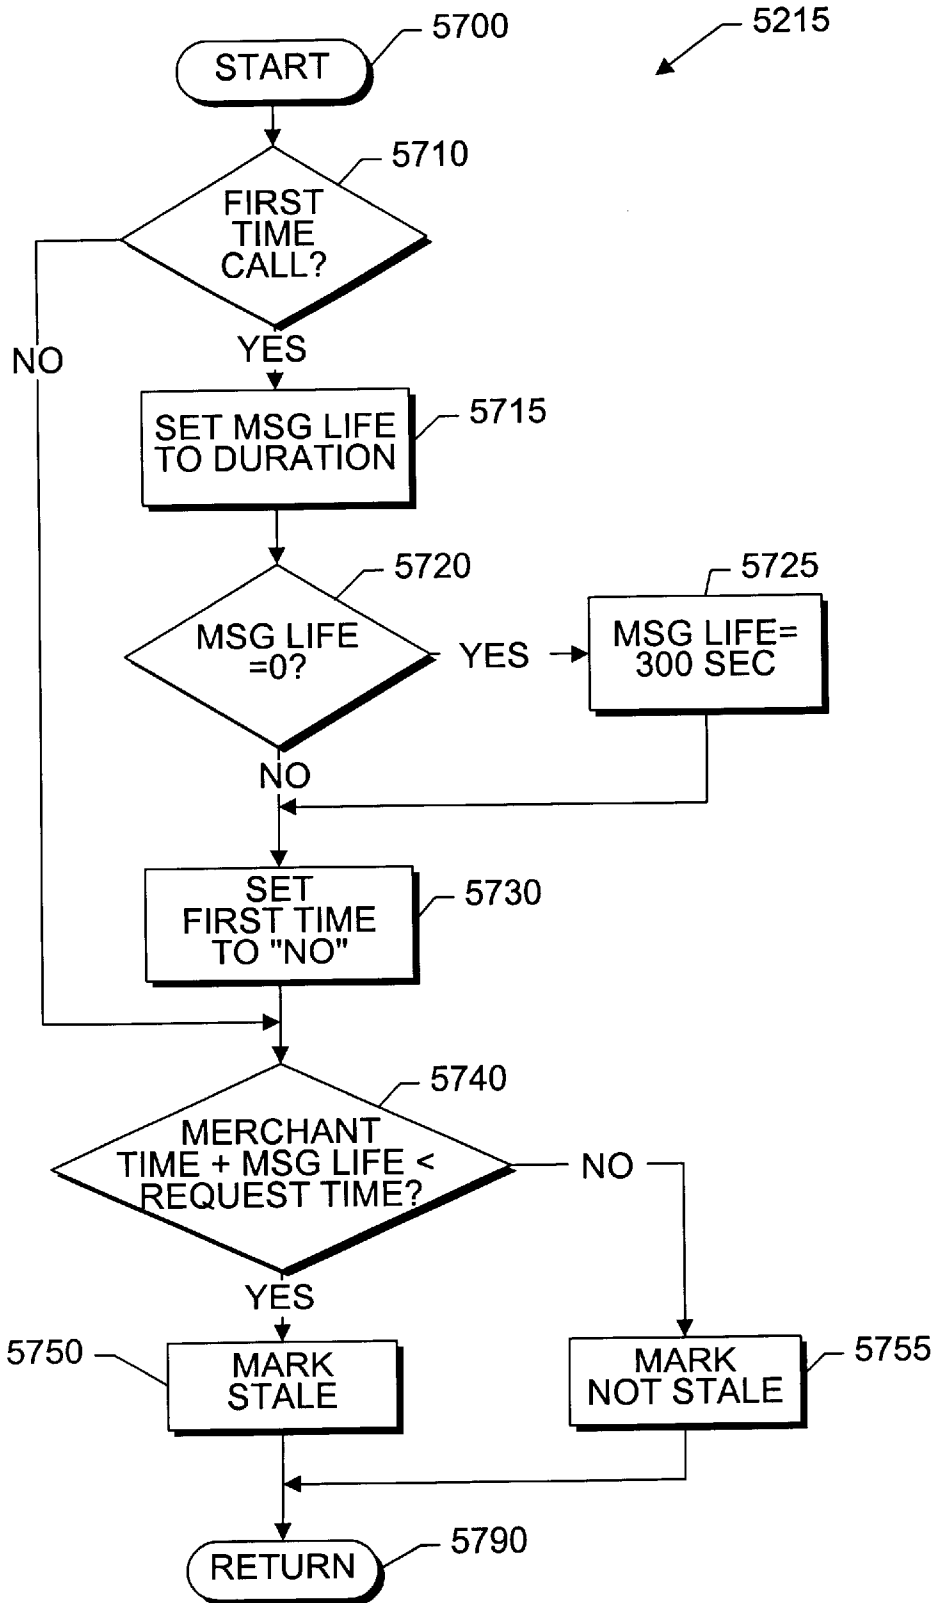 5700
5215
START
5710
FIRST
TIME
CALL?
NO
YES
5715
SET MSG LIFE
TO DURATION
5720
5725
MSG LIFE
=0?
YES
MSG LIFE=
300 SEC
NO
5730
SET
FIRST TIME
TO "NO"
5740
MERCHANT
TIME + MSG LIFE <
REQUEST TIME?
NO
YES
5750
MARK
STALE
MARK
NOT STALE
5755
5790
RETURN